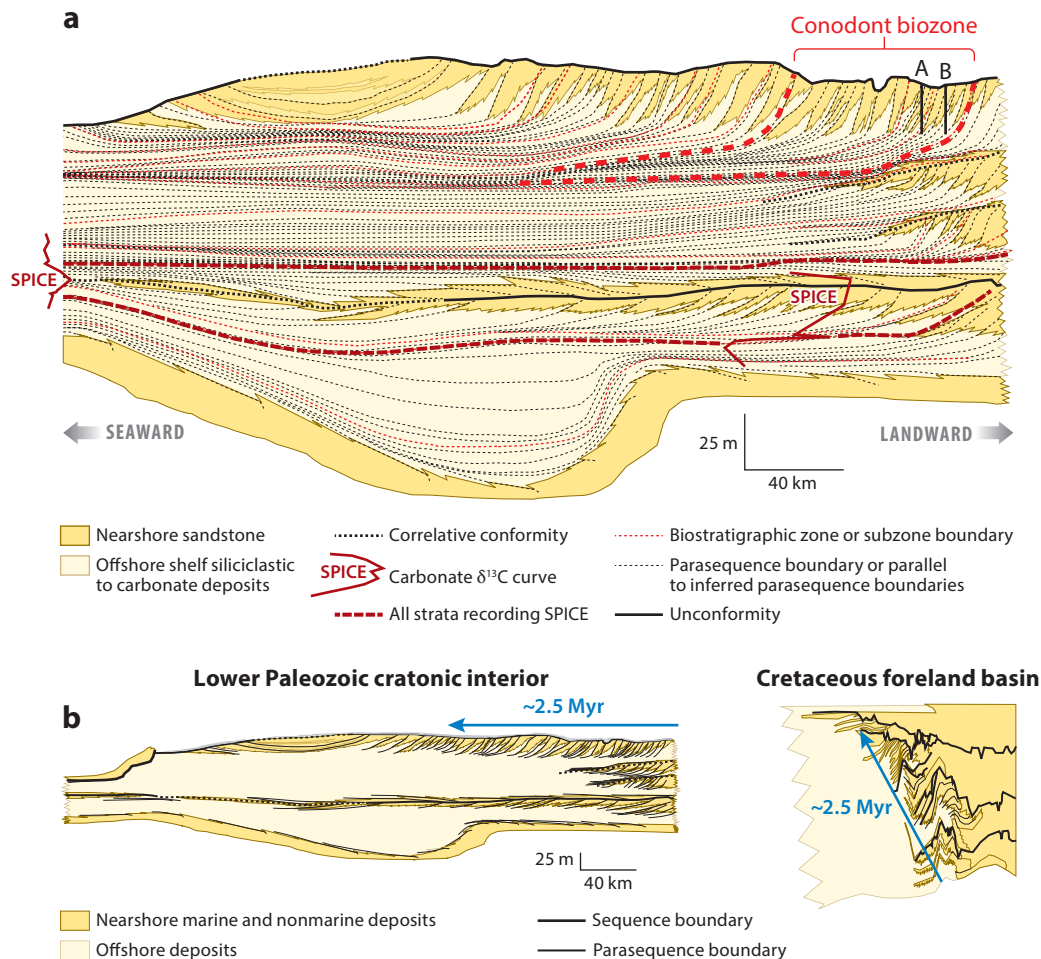 a
Conodont biozone
A
B
SPICE
SPICE
SEAWARD
LANDWARD
25 m
40 km
Nearshore sandstone
Offshore shelf siliciclastic
to carbonate deposits
Correlative conformity
SPICE
Carbonate δ¹³C curve
All strata recording SPICE
Biostratigraphic zone or subzone boundary
Parasequence boundary or parallel
to inferred parasequence boundaries
Unconformity
b
Lower Paleozoic cratonic interior
~2.5 Myr
25 m
40 km
Cretaceous foreland basin
~2.5 Myr
Nearshore marine and nonmarine deposits
Offshore deposits
Sequence boundary
Parasequence boundary